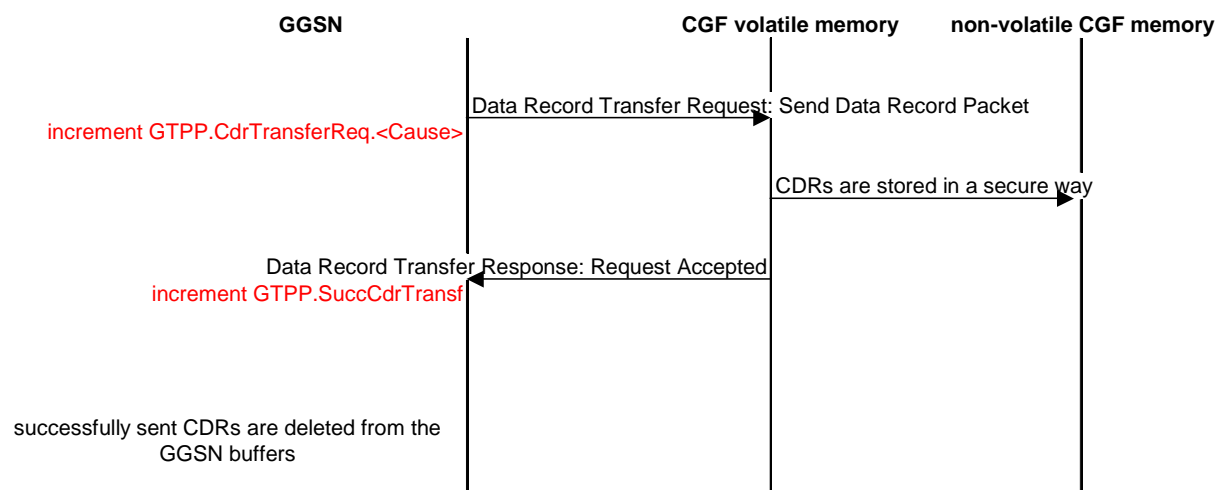 GGSN
CGF volatile memory
non-volatile CGF memory
Data Record Transfer Request: Send Data Record Packet
increment GTPP.CdrTransferReq.<Cause>
CDRs are stored in a secure way
Data Record Transfer Response: Request Accepted
increment GTPP.SuccCdrTransf
successfully sent CDRs are deleted from the
GGSN buffers